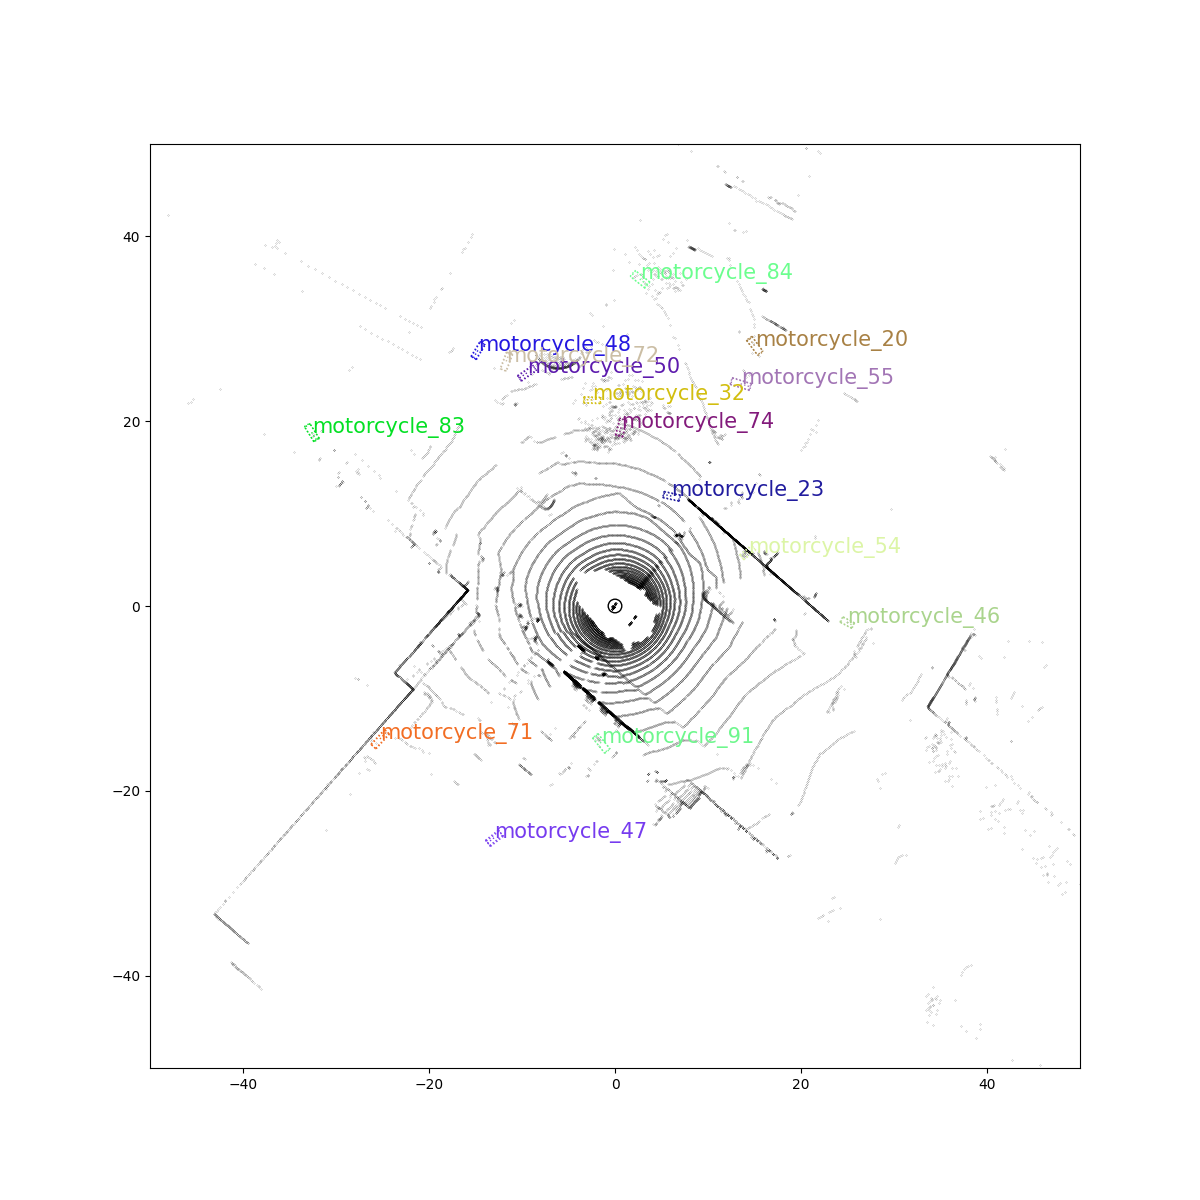 40
20
0
−20
−40
−40
−20
0
20
40
motorcycle_84
motorcycle_20
motorcycle_48
motorcycle_72
motorcycle_50
motorcycle_55
motorcycle_32
motorcycle_74
motorcycle_83
motorcycle_23
motorcycle_54
motorcycle_46
motorcycle_71
motorcycle_91
motorcycle_47